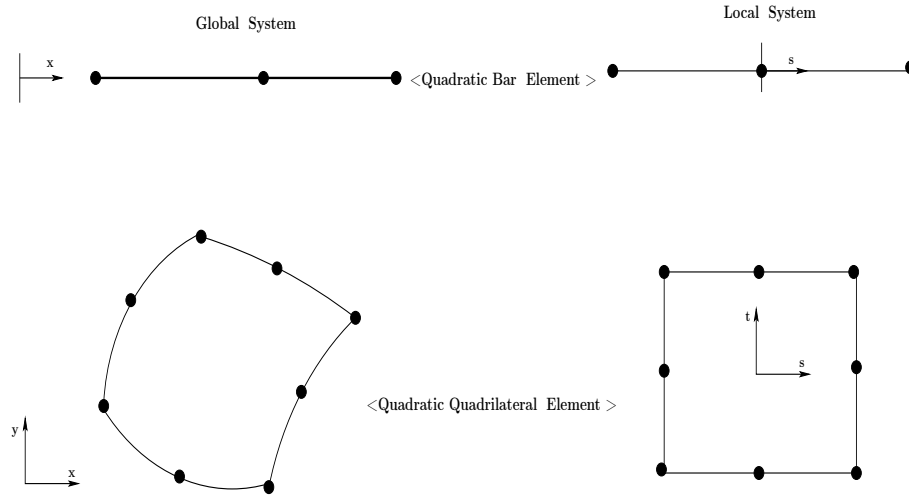 Global System
Local System
x
<Quadratic Bar Element >
s
t
s
<Quadratic Quadrilateral Element >
y
x